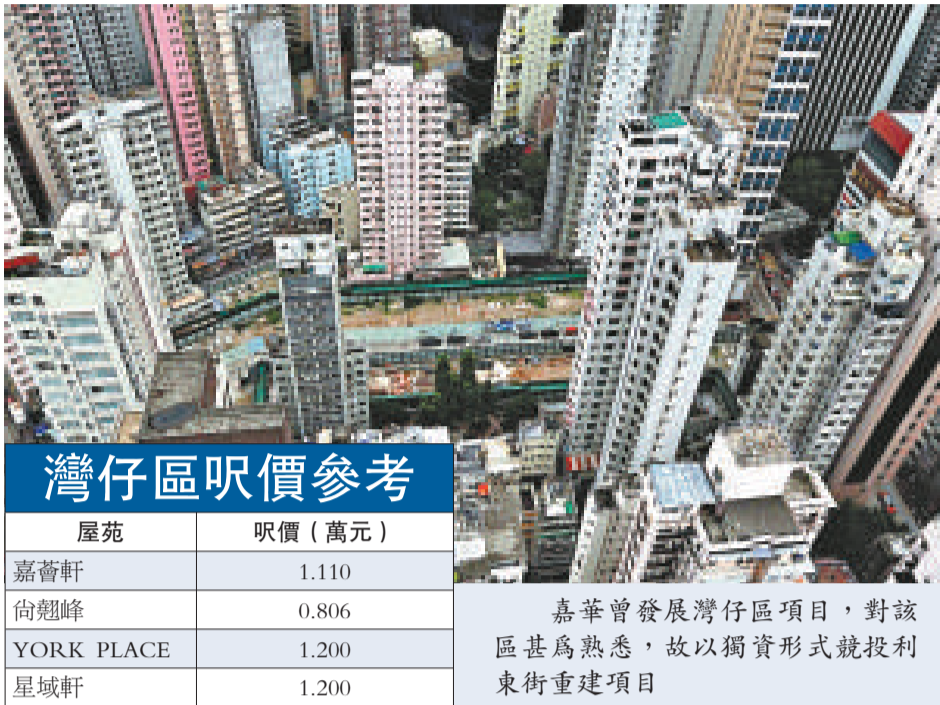 灣仔區呎價參考
屋苑 呎價（萬元）
嘉薈軒 1.110
尙翹峰 0.806
YORK PLACE 1.200
星域軒 1.200
嘉華曾發展灣仔區項目，對該
區甚爲熟悉，故以獨資形式競投利
東街重建項目